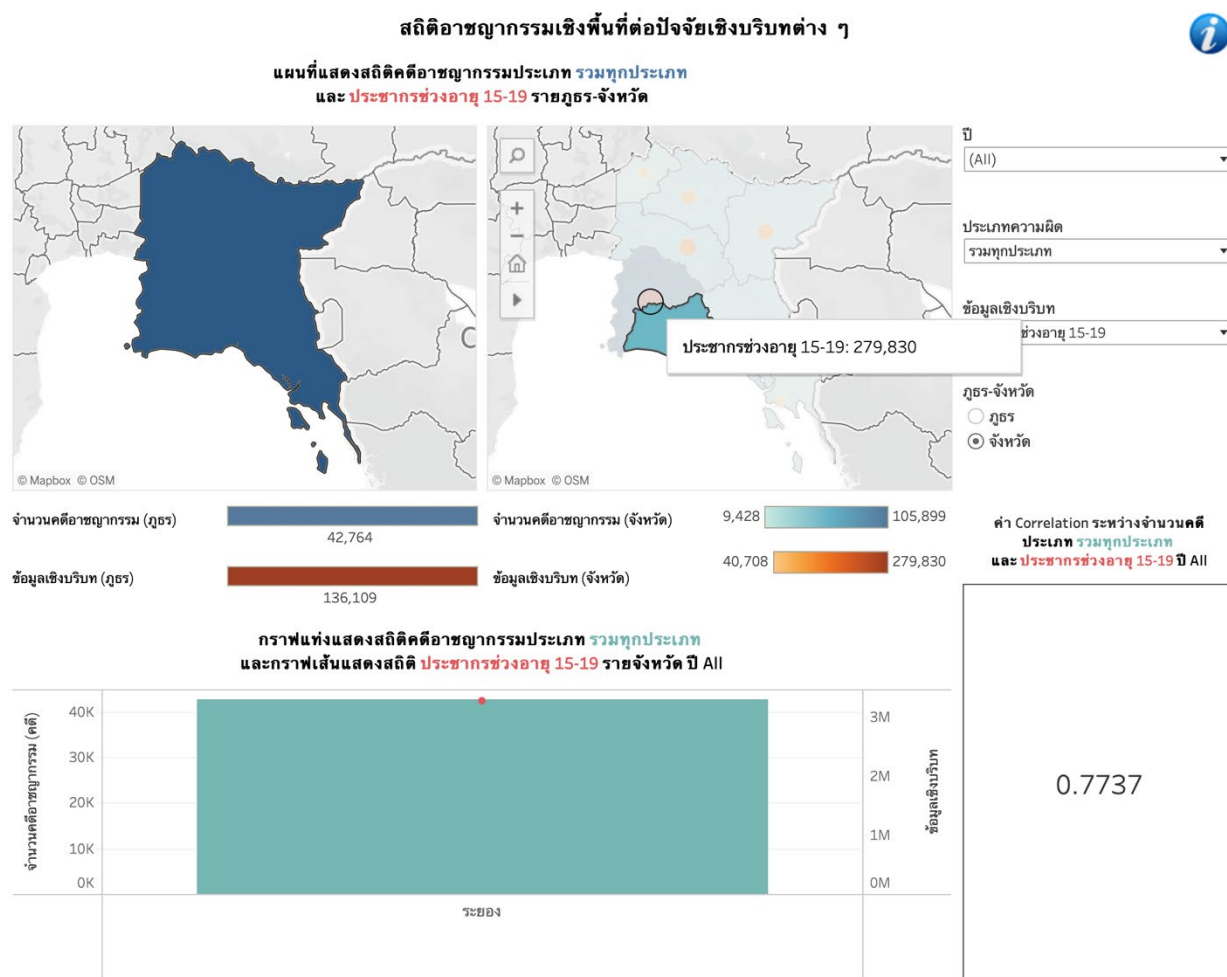 สถิติอาชญากรรมเชิงพื้นที่ต่อปัจจัยเชิงบริบทต่าง ๆ
i
แผนที่แสดงสถิติคดีอาชญากรรมประเภท รวมทุกประเภท
และ ประชากรช่วงอายุ 15-19 รายภูธร-จังหวัด
C
ประชากรช่วงอายุ 15-19: 279,830
© Mapbox © OSM
© Mapbox © OSM
ปี
(All)
ประเภทความผิด
รวมทุกประเภท
ข้อมูลเชิงบริบท
ช่วงอายุ 15-19
ภูธร-จังหวัด
ภูธร
จังหวัด
จำนวนคดีอาชญากรรม (ภูธร)
42,764
จำนวนคดีอาชญากรรม (จังหวัด)
9,428
105,899
ข้อมูลเชิงบริบท (ภูธร)
136,109
ข้อมูลเชิงบริบท (จังหวัด)
40,708
279,830
ค่า Correlation ระหว่างจำนวนคดี
ประเภท รวมทุกประเภท
และ ประชากรช่วงอายุ 15-19 ปี All
0.7737
กราฟแท่งแสดงสถิติคดีอาชญากรรมประเภท รวมทุกประเภท
และกราฟเส้นแสดงสถิติ ประชากรช่วงอายุ 15-19 รายจังหวัด ปี All
จำนวนคดีอาชญากรรม (คดี)
40K
30K
20K
10K
0K
3M
2M
1M
0M
ข้อมูลเชิงบริบท
ระยอง